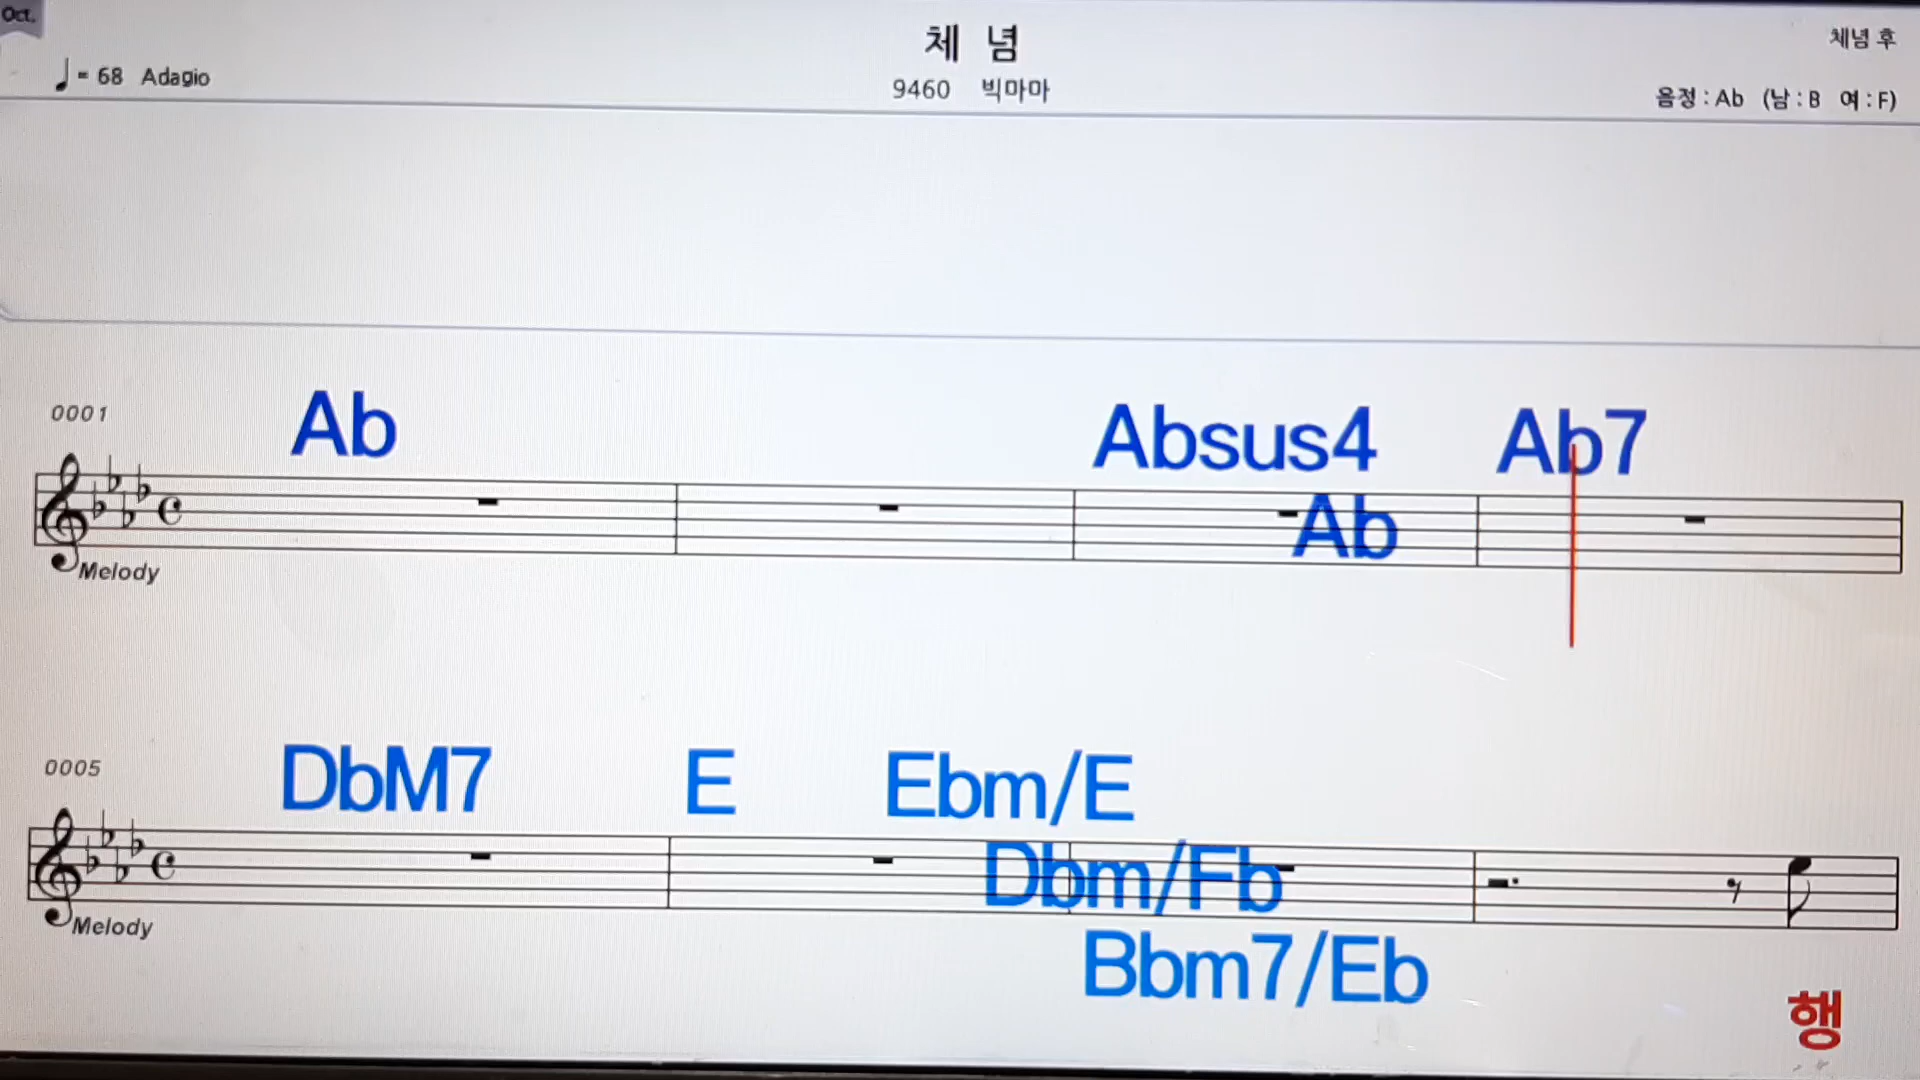 Oct.
체 념
체념 후
= 68 Adagio
9460 빅마마
음정 : Ab (남 : B 여 : F)
0001
Ab
Absus4
Ab7
Ab
Melody
0005
DbM7
E
Ebm/E
Dbm/Fb
Melody
Bbm7/Eb
행